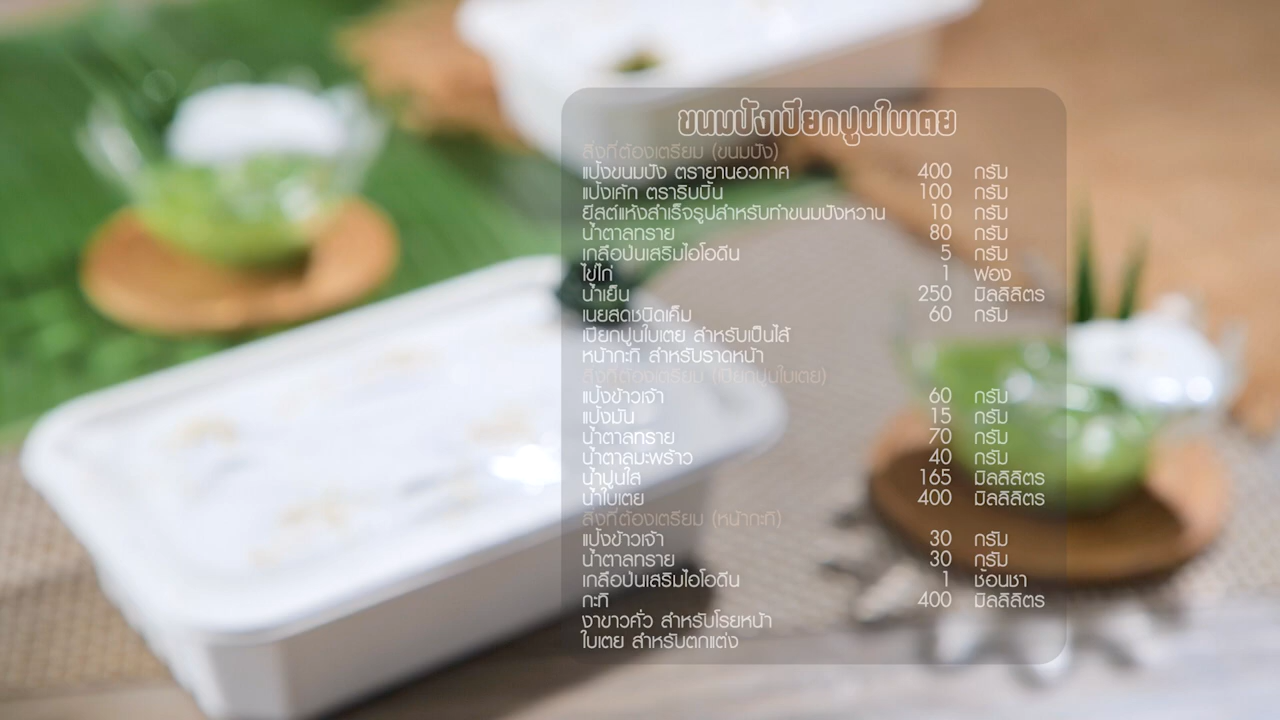 ขนมปังเปียกปูนใบเตย
สิ่งที่ต้องเตรียม (ขนมปัง)
แป้งขนมปัง ตรายานอวกาศ 400 กรัม
แป้งเค้ก ตราริบบิ้น 100 กรัม
ยีสต์แห้งสำเร็จรูปสำหรับทำขนมปังหวาน 10 กรัม
น้ำตาลทราย 80 กรัม
เกลือป่นเสริมไอโอดีน 5 กรัม
ไข่ไก่ 1 ฟอง
น้ำเย็น 250 มิลลิลิตร
เนยสดชนิดเค็ม 60 กรัม
เปียกปูนใบเตย สำหรับเป็นไส้
หน้ากะทิ สำหรับราดหน้า
สิ่งที่ต้องเตรียม (เปียกปูนใบเตย)
แป้งข้าวเจ้า 60 กรัม
แป้งมัน 15 กรัม
น้ำตาลทราย 70 กรัม
น้ำตาลมะพร้าว 40 กรัม
น้ำปูนใส 165 มิลลิลิตร
น้ำใบเตย 400 มิลลิลิตร
สิ่งที่ต้องเตรียม (หน้ากะทิ)
แป้งข้าวเจ้า 30 กรัม
น้ำตาลทราย 30 กรัม
เกลือป่นเสริมไอโอดีน 1 ช้อนชา
กะทิ 400 มิลลิลิตร
งาขาวคั่ว สำหรับโรยหน้า
ใบเตย สำหรับตกแต่ง